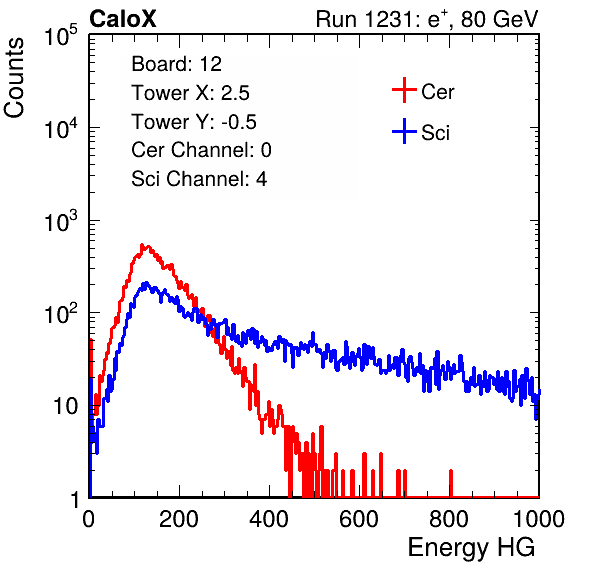 CaloX Run 1231: e⁺, 80 GeV
Counts
10⁵
10⁴
10³
10²
10
1
Board: 12
Tower X: 2.5
Tower Y: -0.5
Cer Channel: 0
Sci Channel: 4
Cer
Sci
0 200 400 600 800 1000
Energy HG